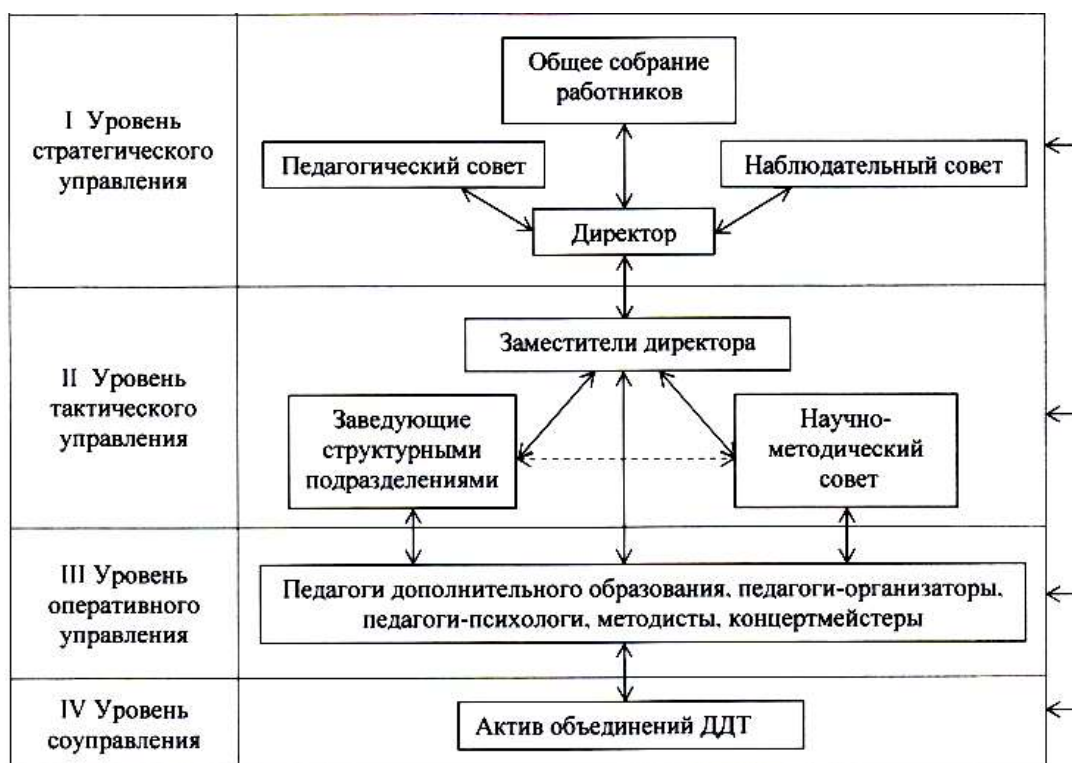 I Уровень
стратегического
управления
Общее собрание
работников
Педагогический совет
Наблюдательный совет
Директор
II Уровень
тактического
управления
Заместители директора
Заведующие
структурными
подразделениями
Научно-
методический
совет
III Уровень
оперативного
управления
Педагоги дополнительного образования, педагоги-организаторы,
педагоги-психологи, методисты, концертмейстеры
IV Уровень
соуправления
Актив объединений ДДТ